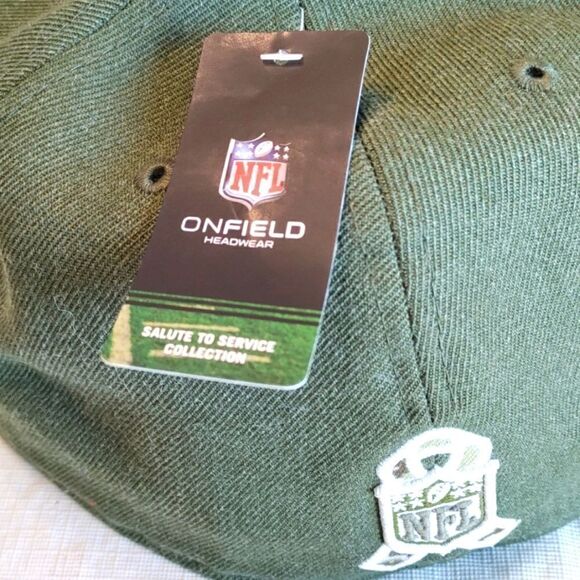 NFL
ONFIELD
HEADWEAR
SALUTE TO SERVICE
COLLECTION
NFL